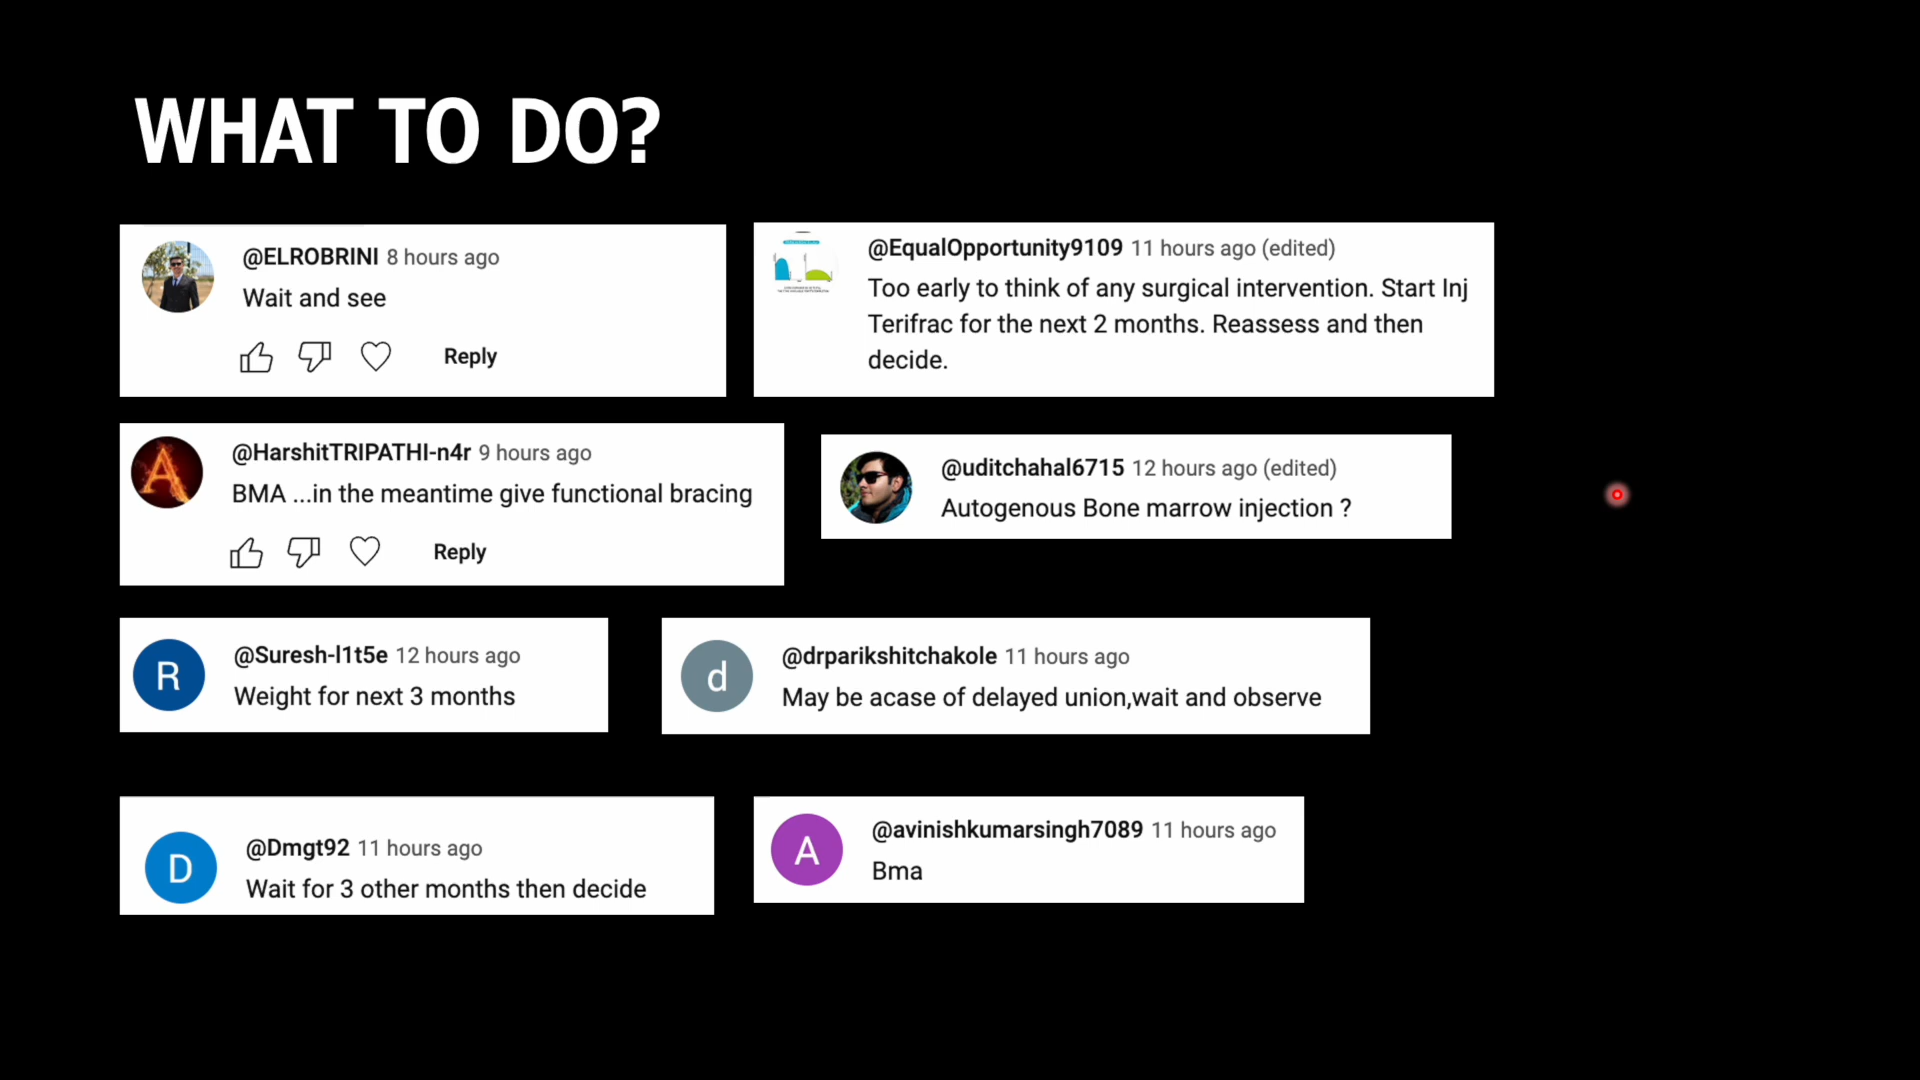 WHAT TO DO?
@ELROBRINI 8 hours ago
Wait and see
Reply
@EqualOpportunity9109 11 hours ago (edited)
Too early to think of any surgical intervention. Start Inj
Terifrac for the next 2 months. Reassess and then
decide.
A
@HarshitTRIPATHI-n4r 9 hours ago
BMA ...in the meantime give functional bracing
Reply
@uditchahal6715 12 hours ago (edited)
Autogenous Bone marrow injection ?
R
@Suresh-l1t5e 12 hours ago
Weight for next 3 months
d
@drparikshitchakole 11 hours ago
May be acase of delayed union,wait and observe
D
@Dmgt92 11 hours ago
Wait for 3 other months then decide
A
@avinishkumarsingh7089 11 hours ago
Bma